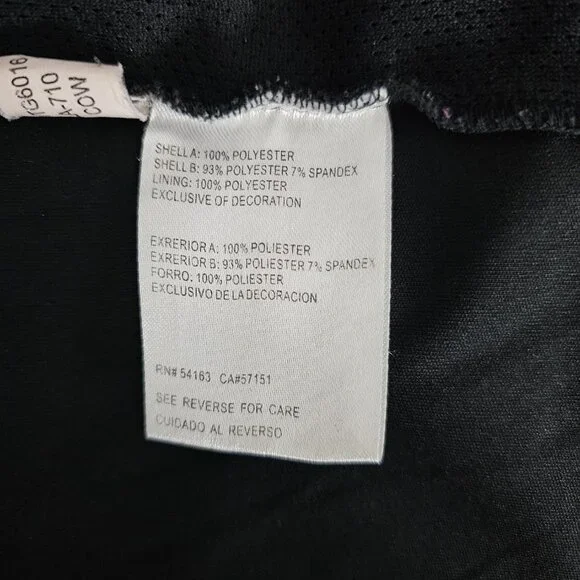 COW
SHELL A: 100% POLYESTER
SHELL B: 93% POLYESTER 7% SPANDEX
LINING: 100% POLYESTER
EXCLUSIVE OF DECORATION
EXRERIOR A: 100% POLIESTER
EXRERIOR B: 93% POLIESTER 7% SPANDEX
FORRO: 100% POLIESTER
EXCLUSIVO DE LA DECORACION
RN# 54163 CA#57151
SEE REVERSE FOR CARE
CUIDADO AL REVERSO